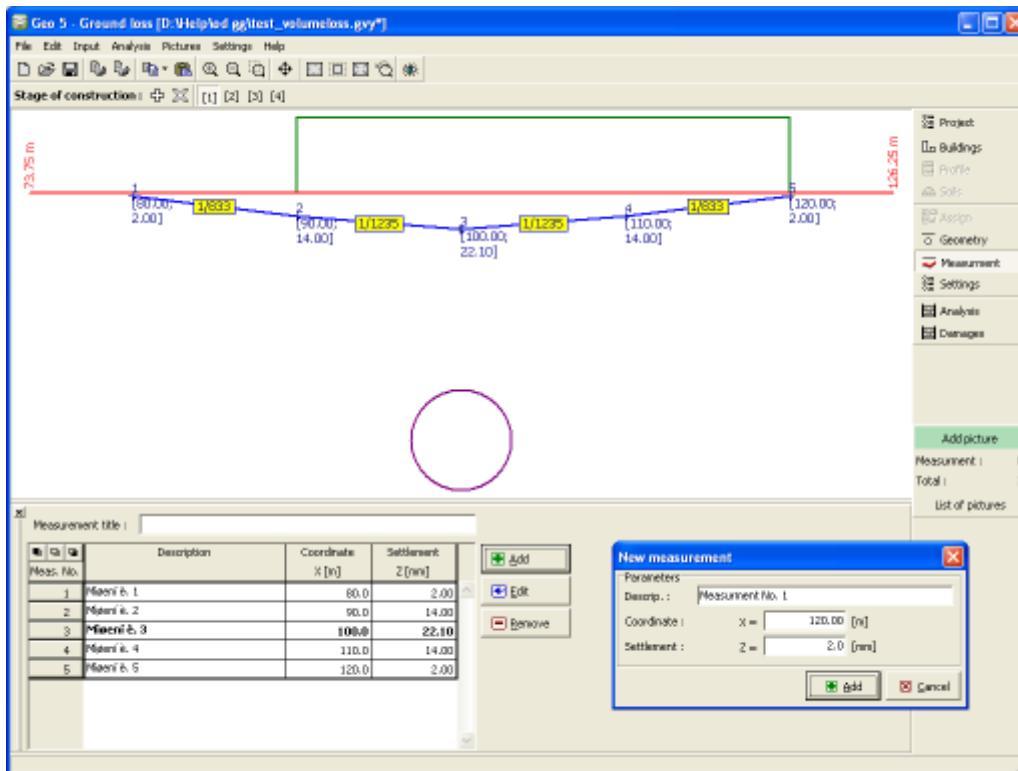 Geo 5 - Ground loss [D:\Help\od gg\test_volumeloss.gvy*]
File Edit Input Analysis Pictures Settings Help
Stage of construction : [1] [2] [3] [4]
73.75 m
126.25 m
1
[80.00;
2.00]
1/833
2
[90.00;
14.00]
1/1235
3
[100.00;
22.10]
1/1235
4
[110.00;
14.00]
1/833
5
[120.00;
2.00]
Project
Buildings
Profile
Soils
Assign
Geometry
Measurment
Settings
Analysis
Damages
Add picture
Measurment :
Total :
List of pictures
Measurement title :
Meas. No. Description Coordinate X [m] Settlement Z [mm]
1 Měření č. 1 80.0 2.00
2 Měření č. 2 90.0 14.00
3 Měření č. 3 100.0 22.10
4 Měření č. 4 110.0 14.00
5 Měření č. 5 120.0 2.00
Add
Edit
Remove
New measurement
Parameters
Descrip. : Measurment No. 1
Coordinate : X = 120.00 [m]
Settlement : Z = 2.0 [mm]
Add Cancel